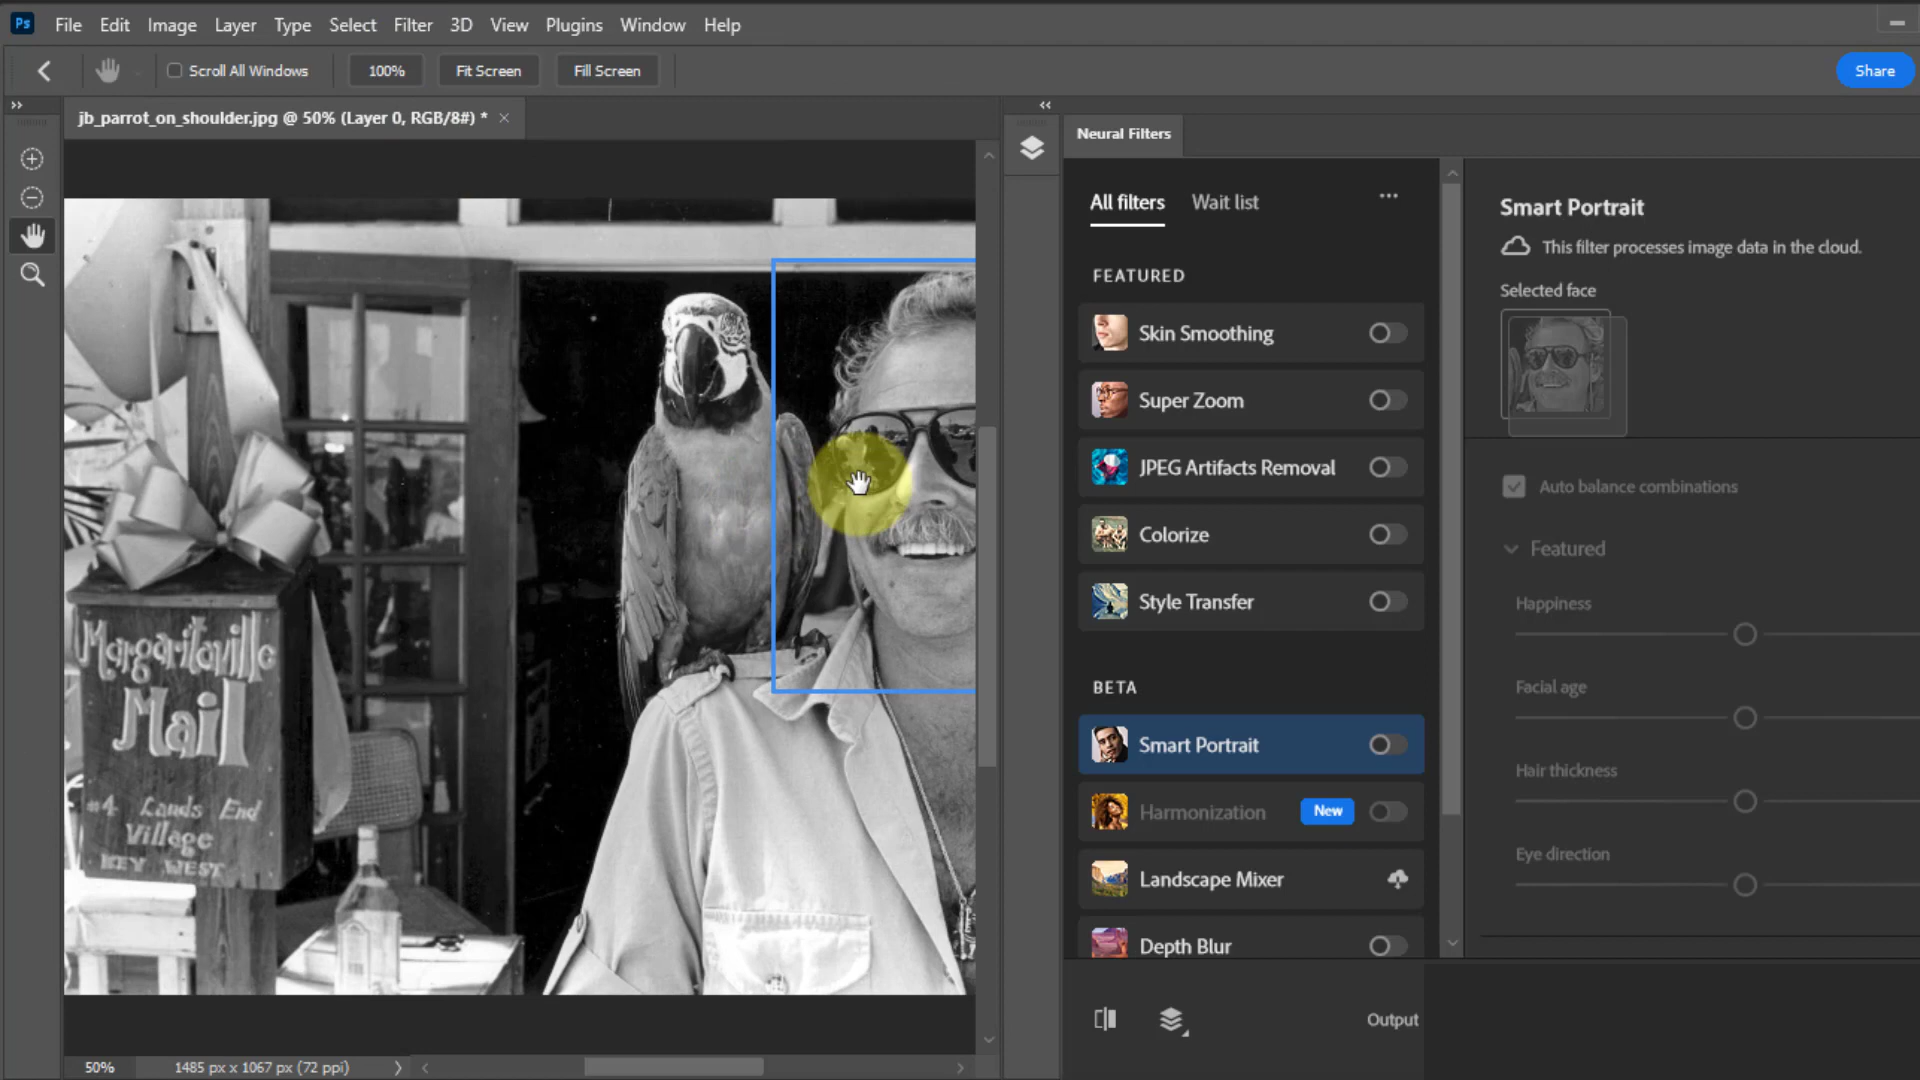 Ps File Edit Image Layer Type Select Filter 3D View Plugins Window Help
Scroll All Windows 100% Fit Screen Fill Screen Share
jb_parrot_on_shoulder.jpg @ 50% (Layer 0, RGB/8#) *
Margaritaville
Mail
#4 Lands End
Village
KEY WEST
50% 1485 px x 1067 px (72 ppi)
Neural Filters
All filters Wait list
FEATURED
Skin Smoothing
Super Zoom
JPEG Artifacts Removal
Colorize
Style Transfer
BETA
Smart Portrait
Harmonization New
Landscape Mixer
Depth Blur
Output
Smart Portrait
This filter processes image data in the cloud.
Selected face
Auto balance combinations
Featured
Happiness
Facial age
Hair thickness
Eye direction